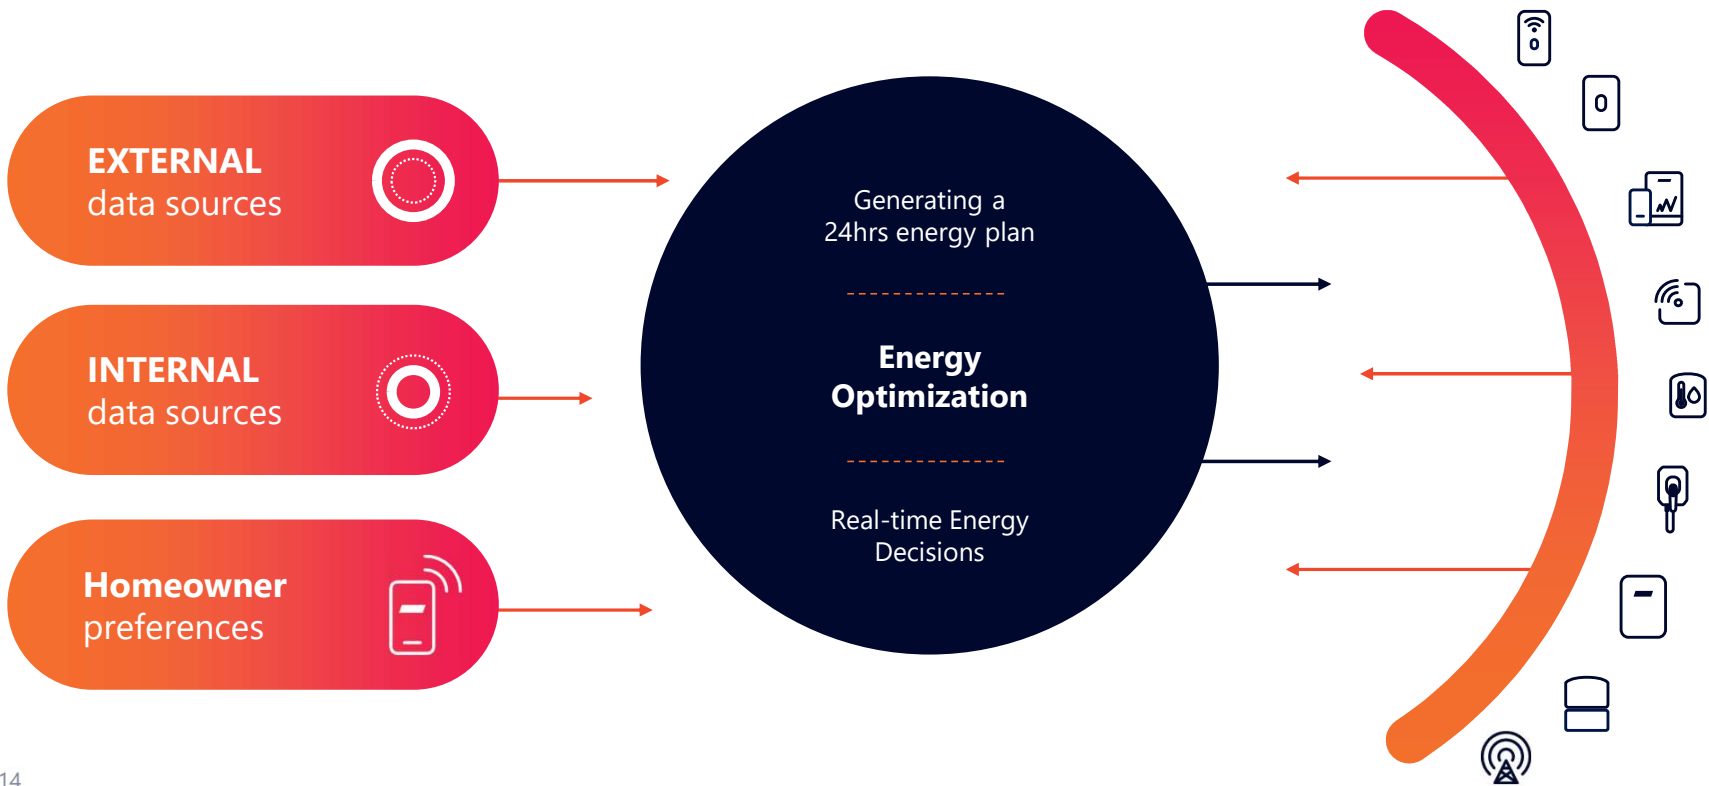 EXTERNAL
data sources
INTERNAL
data sources
Homeowner
preferences
Generating a
24hrs energy plan
Energy
Optimization
Real-time Energy
Decisions
14